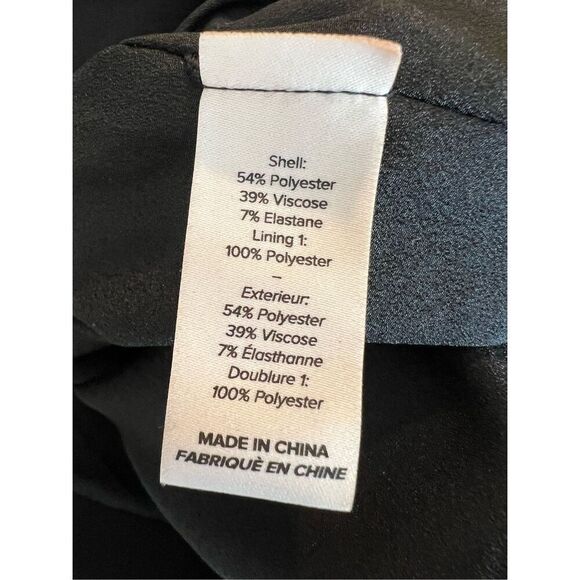 Shell:
54% Polyester
39% Viscose
7% Elastane
Lining 1:
100% Polyester
–
Exterieur:
54% Polyester
39% Viscose
7% Élasthanne
Doublure 1:
100% Polyester
MADE IN CHINA
FABRIQUÈ EN CHINE